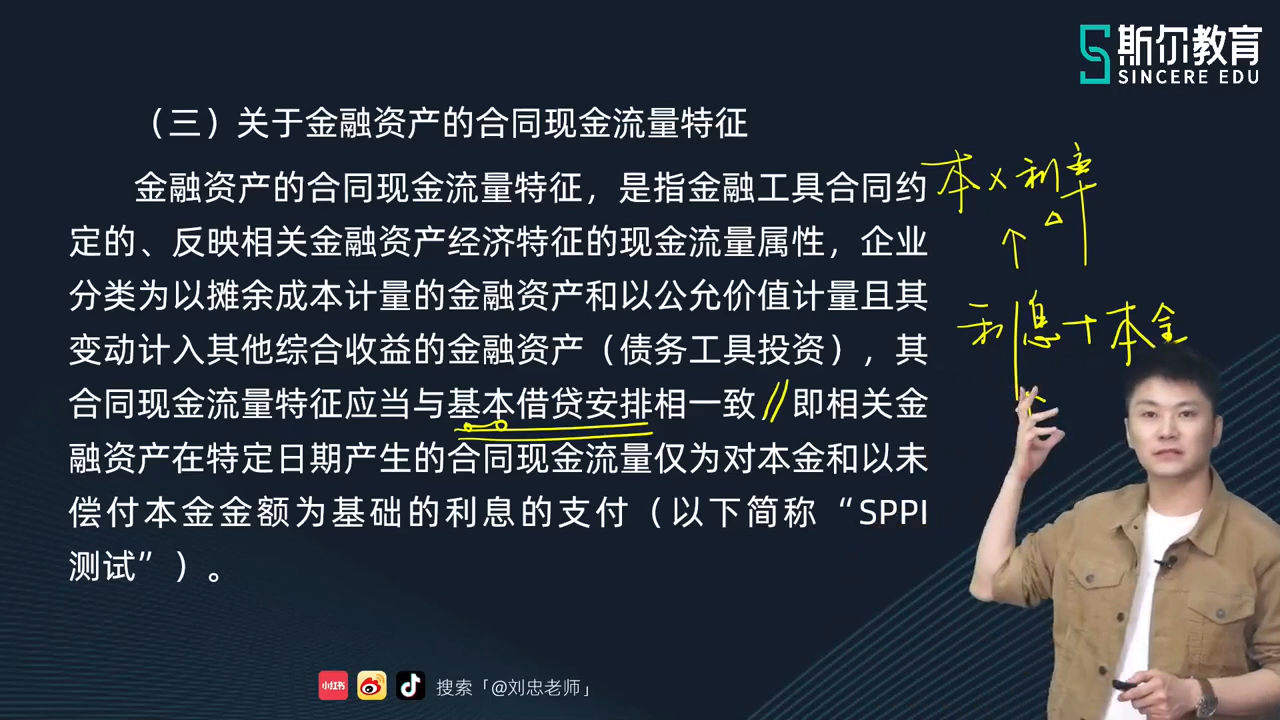 斯尔教育
SINCERE EDU
（三）关于金融资产的合同现金流量特征
金融资产的合同现金流量特征，是指金融工具合同约
定的、反映相关金融资产经济特征的现金流量属性，企业
分类为以摊余成本计量的金融资产和以公允价值计量且其
变动计入其他综合收益的金融资产（债务工具投资），其
合同现金流量特征应当与基本借贷安排相一致 // 即相关金
融资产在特定日期产生的合同现金流量仅为对本金和以未
偿付本金金额为基础的利息的支付（以下简称“SPPI
测试”）。
本×利率
利息+本金
小红书
搜索「@刘忠老师」